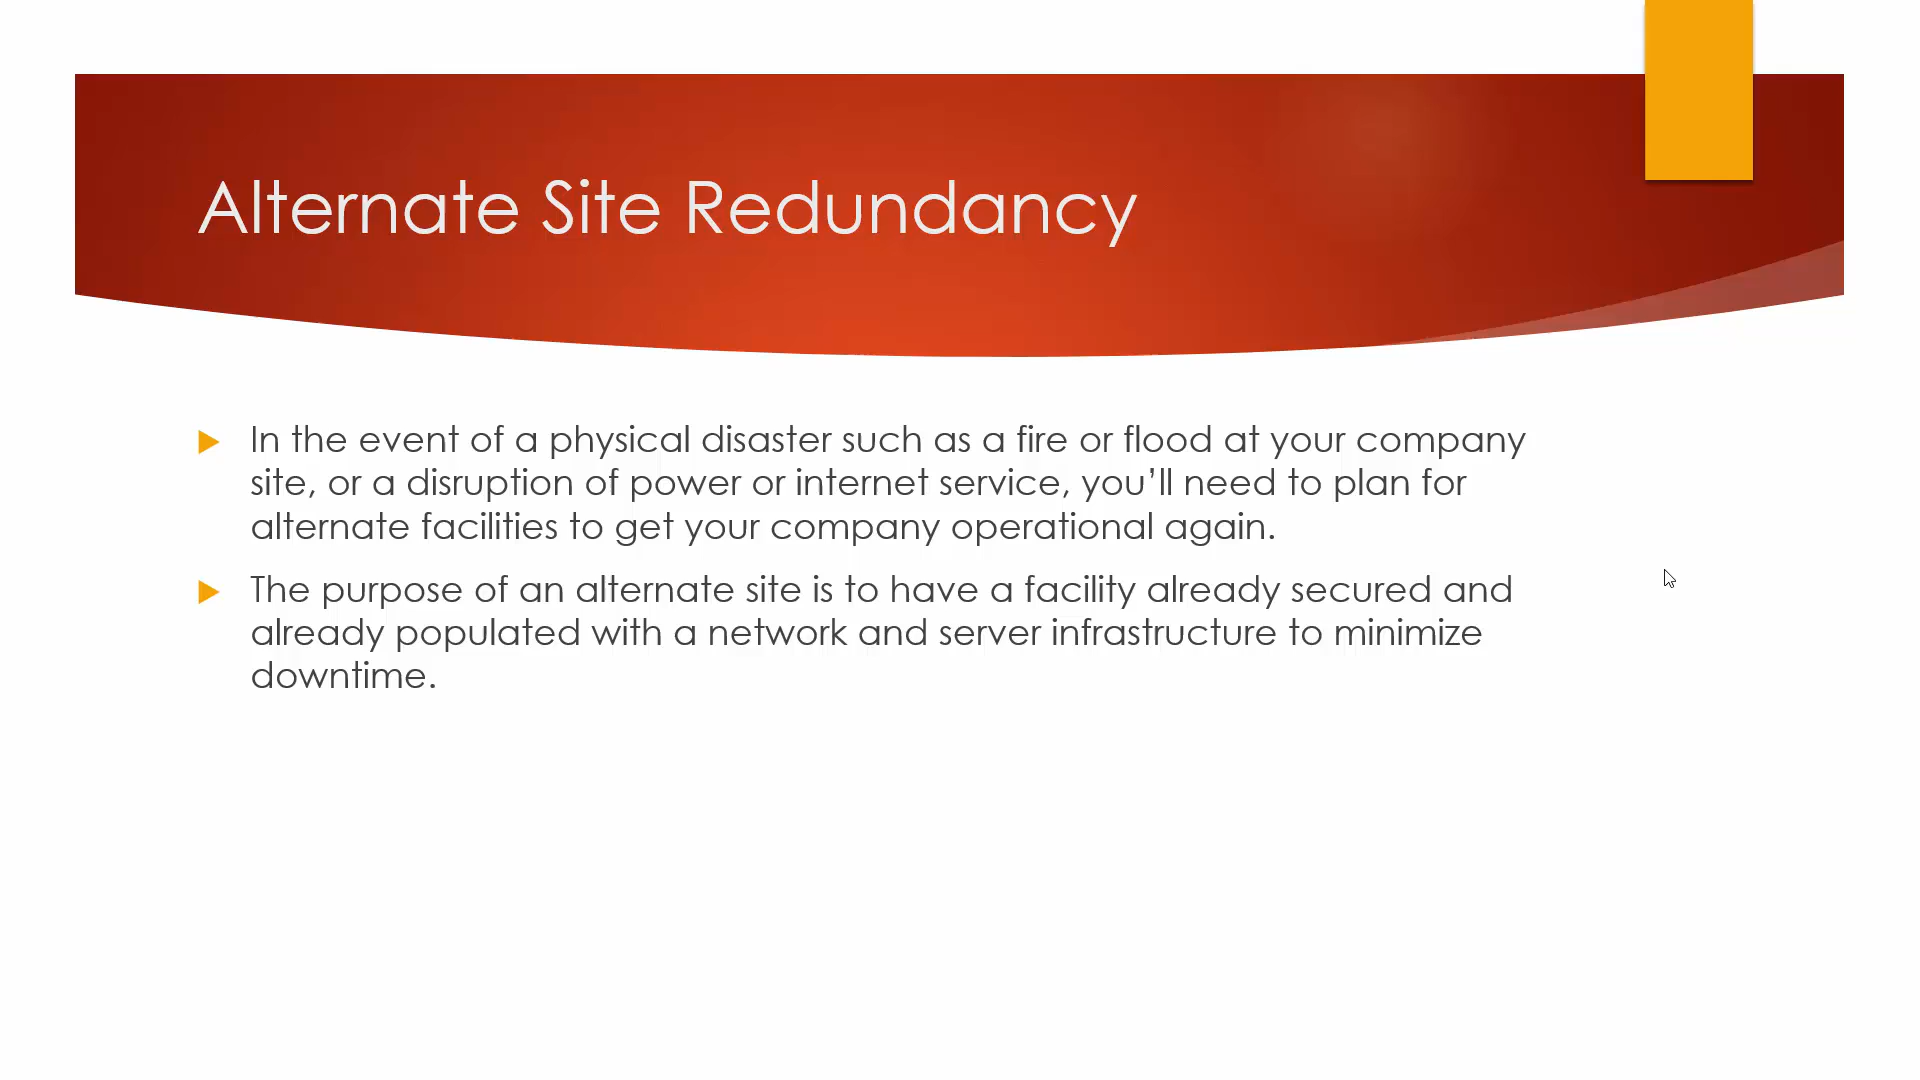 Alternate Site Redundancy
In the event of a physical disaster such as a fire or flood at your company
site, or a disruption of power or internet service, you’ll need to plan for
alternate facilities to get your company operational again.
The purpose of an alternate site is to have a facility already secured and
already populated with a network and server infrastructure to minimize
downtime.